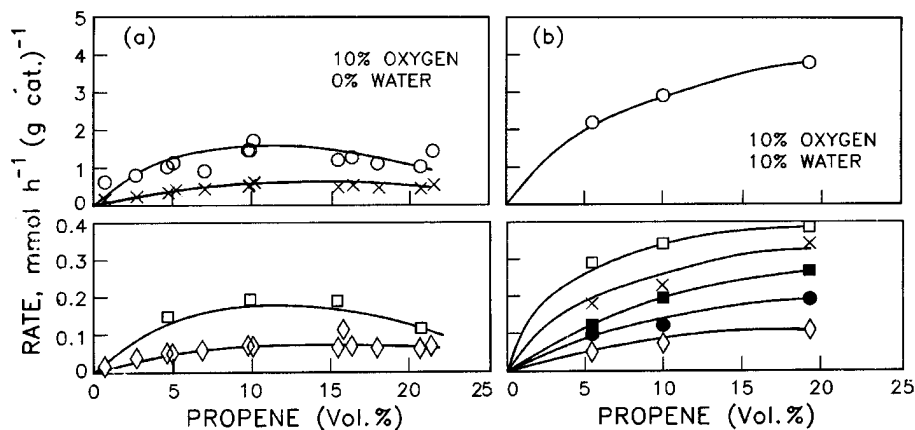 (a)
10% OXYGEN
0% WATER
5
4
3
2
1
0
0.4
0.3
0.2
0.1
0
0 5 10 15 20 25
PROPENE (Vol.%)
RATE, mmol h⁻¹ (g cat.)⁻¹
(b)
10% OXYGEN
10% WATER
0 5 10 15 20 25
PROPENE (Vol.%)